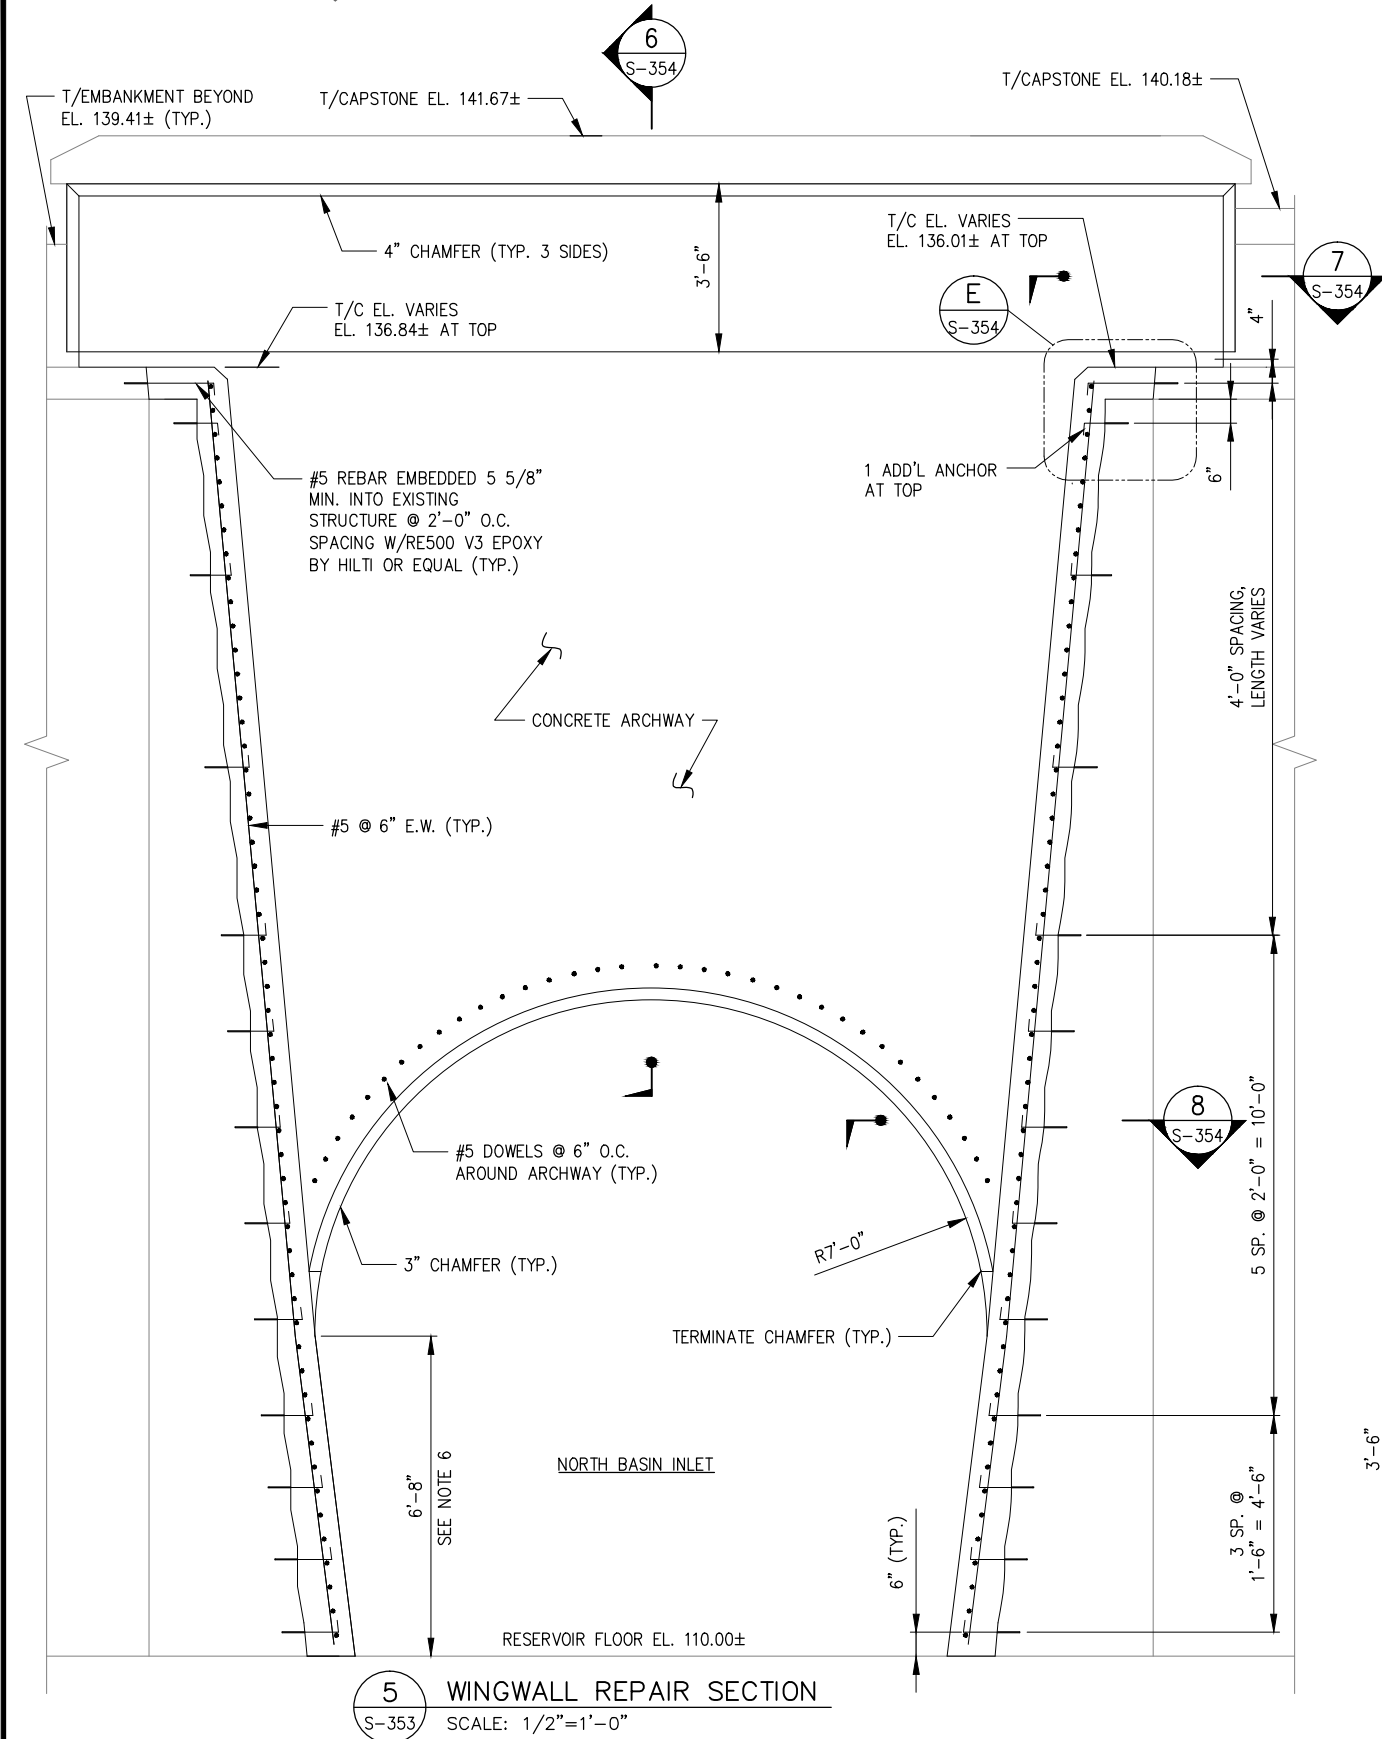 6
S-354
T/EMBANKMENT BEYOND
EL. 139.41± (TYP.)
T/CAPSTONE EL. 141.67±
T/CAPSTONE EL. 140.18±
4" CHAMFER (TYP. 3 SIDES)
3'-6"
T/C EL. VARIES
EL. 136.01± AT TOP
7
S-354
E
S-354
4"
T/C EL. VARIES
EL. 136.84± AT TOP
#5 REBAR EMBEDDED 5 5/8"
MIN. INTO EXISTING
STRUCTURE @ 2'-0" O.C.
SPACING W/RE500 V3 EPOXY
BY HILTI OR EQUAL (TYP.)
1 ADD'L ANCHOR
AT TOP
6"
4'-0" SPACING,
LENGTH VARIES
CONCRETE ARCHWAY
#5 @ 6" E.W. (TYP.)
#5 DOWELS @ 6" O.C.
AROUND ARCHWAY (TYP.)
8
S-354
5 SP. @ 2'-0" = 10'-0"
3" CHAMFER (TYP.)
R7'-0"
TERMINATE CHAMFER (TYP.)
6'-8"
SEE NOTE 6
NORTH BASIN INLET
3 SP. @
1'-6" = 4'-6"
3'-6"
6" (TYP.)
RESERVOIR FLOOR EL. 110.00±
5
S-353
WINGWALL REPAIR SECTION
SCALE: 1/2"=1'-0"